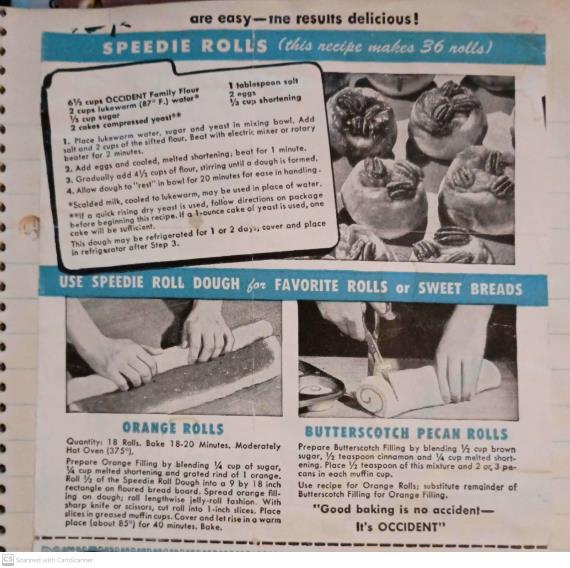 are easy—the results delicious!
SPEEDIE ROLLS (this recipe makes 36 rolls)
6½ cups OCCIDENT Family Flour
2 cups lukewarm (87° F.) water*
½ cup sugar
2 cakes compressed yeast**
1 tablespoon salt
2 eggs
½ cup shortening
1. Place lukewarm water, sugar and yeast in mixing bowl. Add
salt and 2 cups of the sifted flour. Beat with electric mixer or rotary
beater for 2 minutes.
2. Add eggs and cooled, melted shortening; beat for 1 minute.
3. Gradually add 4½ cups of flour, stirring until a dough is formed.
4. Allow dough to "rest" in bowl for 20 minutes for ease in handling.
*Scalded milk, cooled to lukewarm, may be used in place of water.
**If a quick rising dry yeast is used, follow directions on package
before beginning this recipe. If a 1-ounce cake of yeast is used, one
cake will be sufficient.
This dough may be refrigerated for 1 or 2 days; cover and place
in refrigerator after Step 3.
USE SPEEDIE ROLL DOUGH for FAVORITE ROLLS or SWEET BREADS
ORANGE ROLLS
Quantity: 18 Rolls. Bake 18-20 Minutes. Moderately
Hot Oven (375°).
Prepare Orange Filling by blending ¼ cup of sugar,
¼ cup melted shortening and grated rind of 1 orange.
Roll ½ of the Speedie Roll Dough into a 9 by 18 inch
rectangle on floured bread board. Spread orange fill-
ing on dough; roll lengthwise jelly-roll fashion. With
sharp knife or scissors, cut roll into 1-inch slices. Place
slices in greased muffin cups. Cover and let rise in a warm
place (about 85°) for 40 minutes. Bake.
BUTTERSCOTCH PECAN ROLLS
Prepare Butterscotch Filling by blending ½ cup brown
sugar, ½ teaspoon cinnamon and ¼ cup melted short-
ening. Place ½ teaspoon of this mixture and 2 or 3 pe-
cans in each muffin cup.
Use recipe for Orange Rolls; substitute remainder of
Butterscotch Filling for Orange Filling.
"Good baking is no accident—
It's OCCIDENT"
CS Scanned with CamScanner